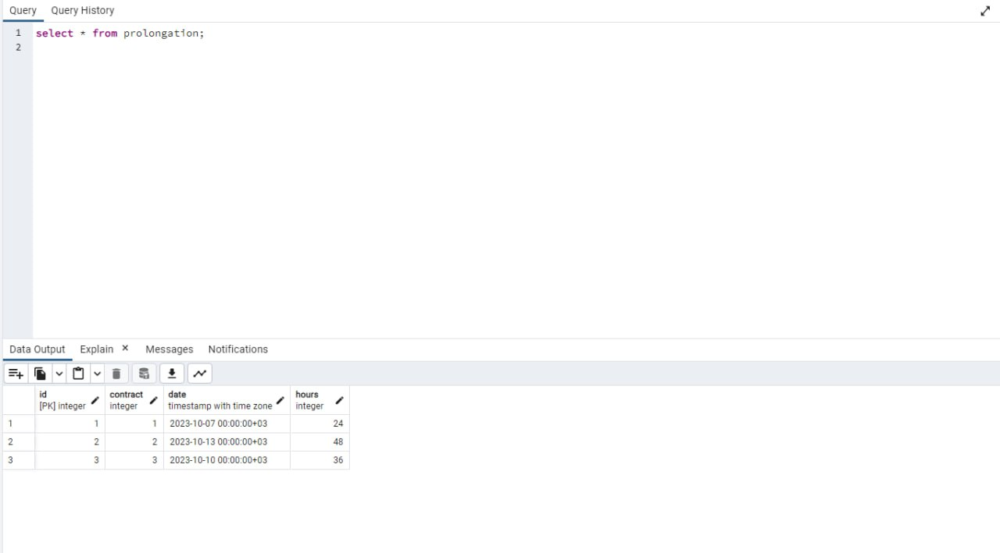 Query Query History
1 select * from prolongation;
2
Data Output Explain × Messages Notifications
id contract date hours
[PK] integer integer timestamp with time zone integer
1 1 1 2023-10-07 00:00:00+03 24
2 2 2 2023-10-13 00:00:00+03 48
3 3 3 2023-10-10 00:00:00+03 36